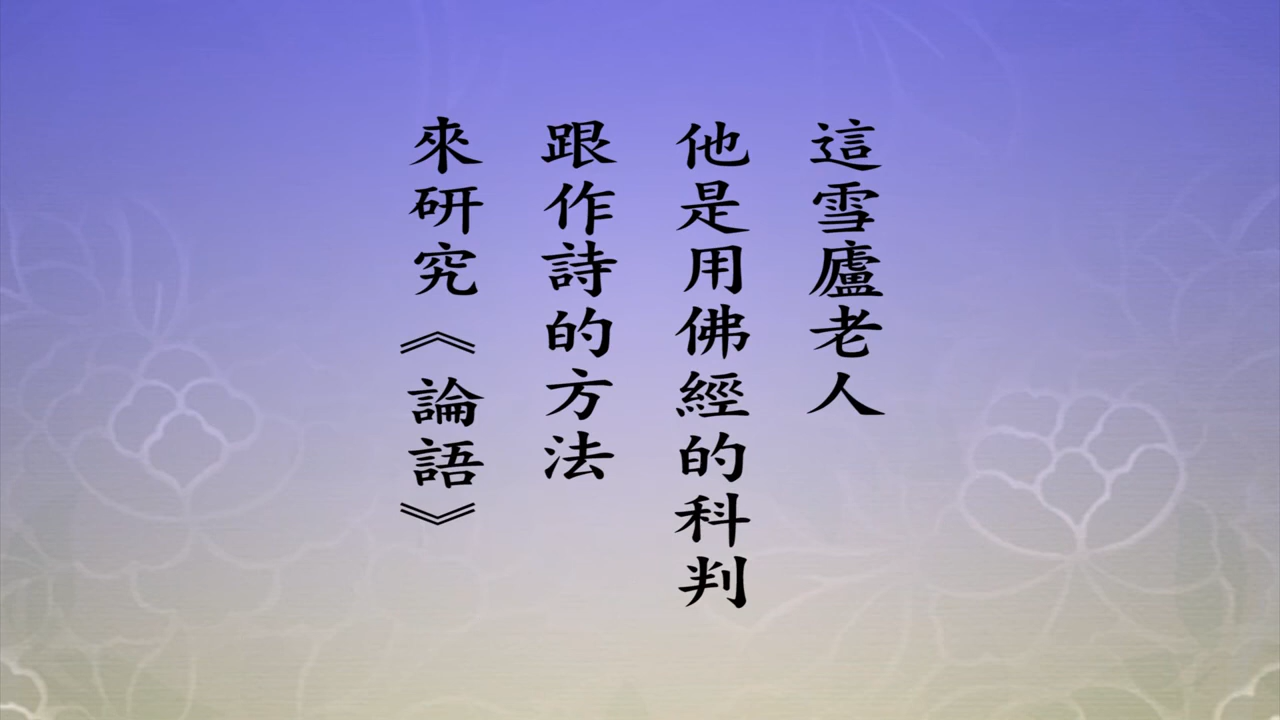 這雪廬老人
他是用佛經的科判
跟作詩的方法
來研究《論語》